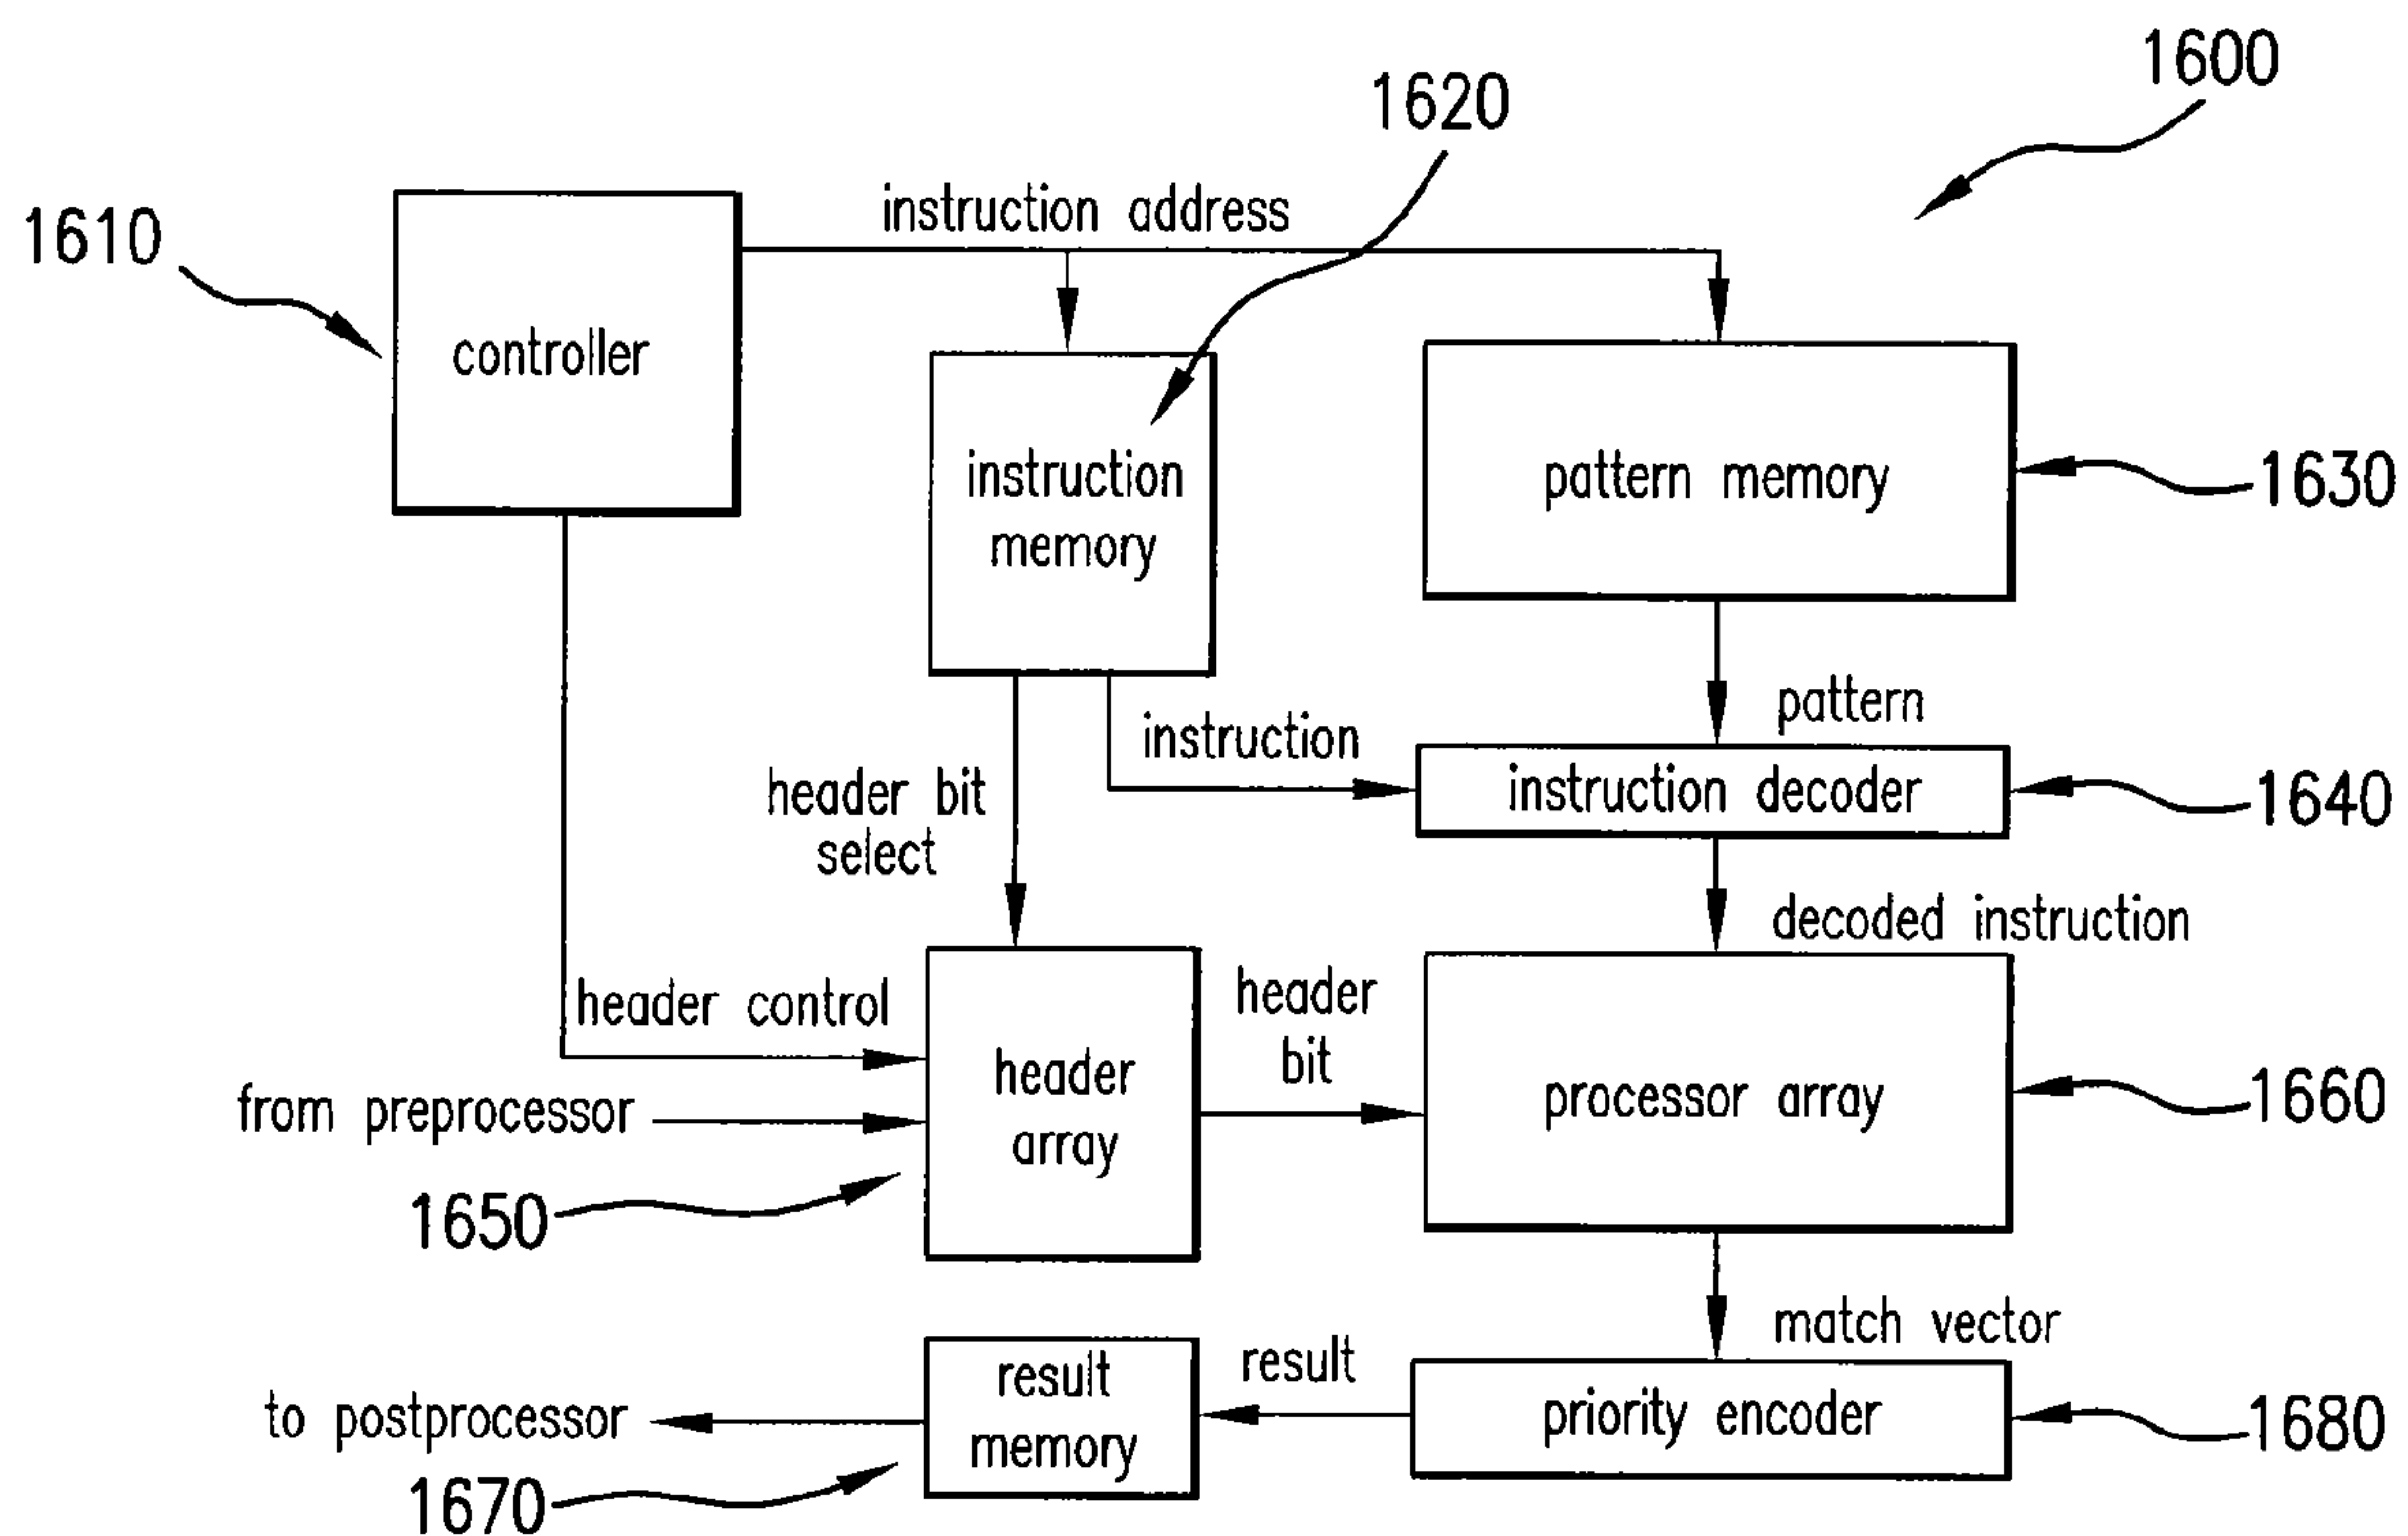 1600
1620
1610
instruction address
controller
instruction
memory
pattern memory
1630
pattern
instruction
header bit
select
instruction decoder
1640
decoded instruction
header control
header
bit
from preprocessor
header
array
processor array
1660
1650
match vector
result
to postprocessor
result
memory
priority encoder
1680
1670